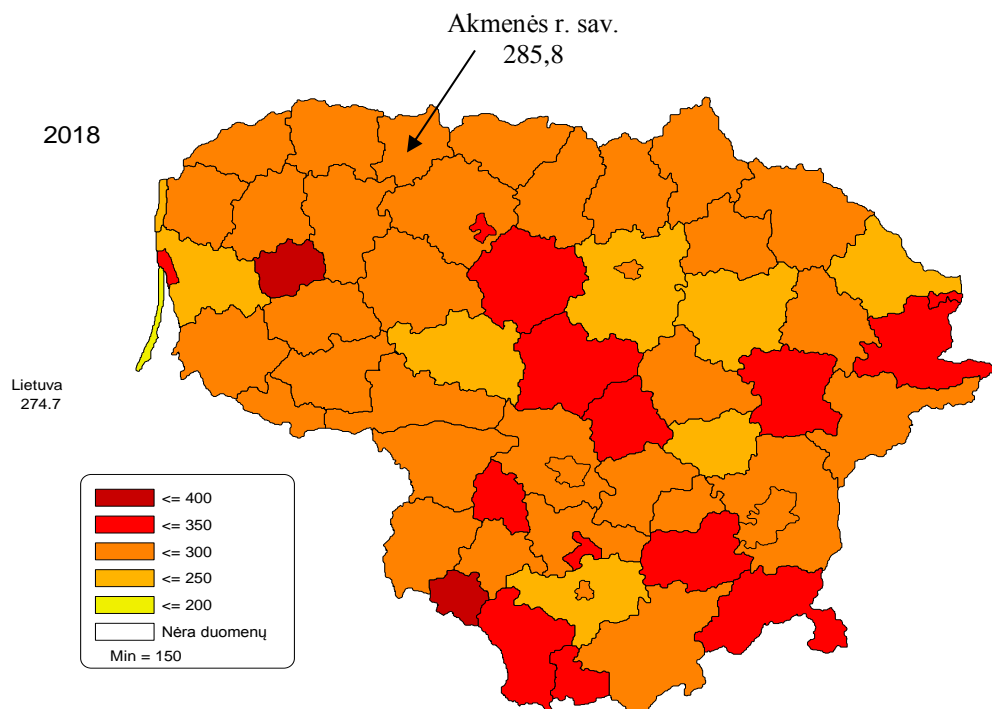 Akmenės r. sav.
285,8
2018
Lietuva
274.7
<= 400
<= 350
<= 300
<= 250
<= 200
Nėra duomenų
Min = 150